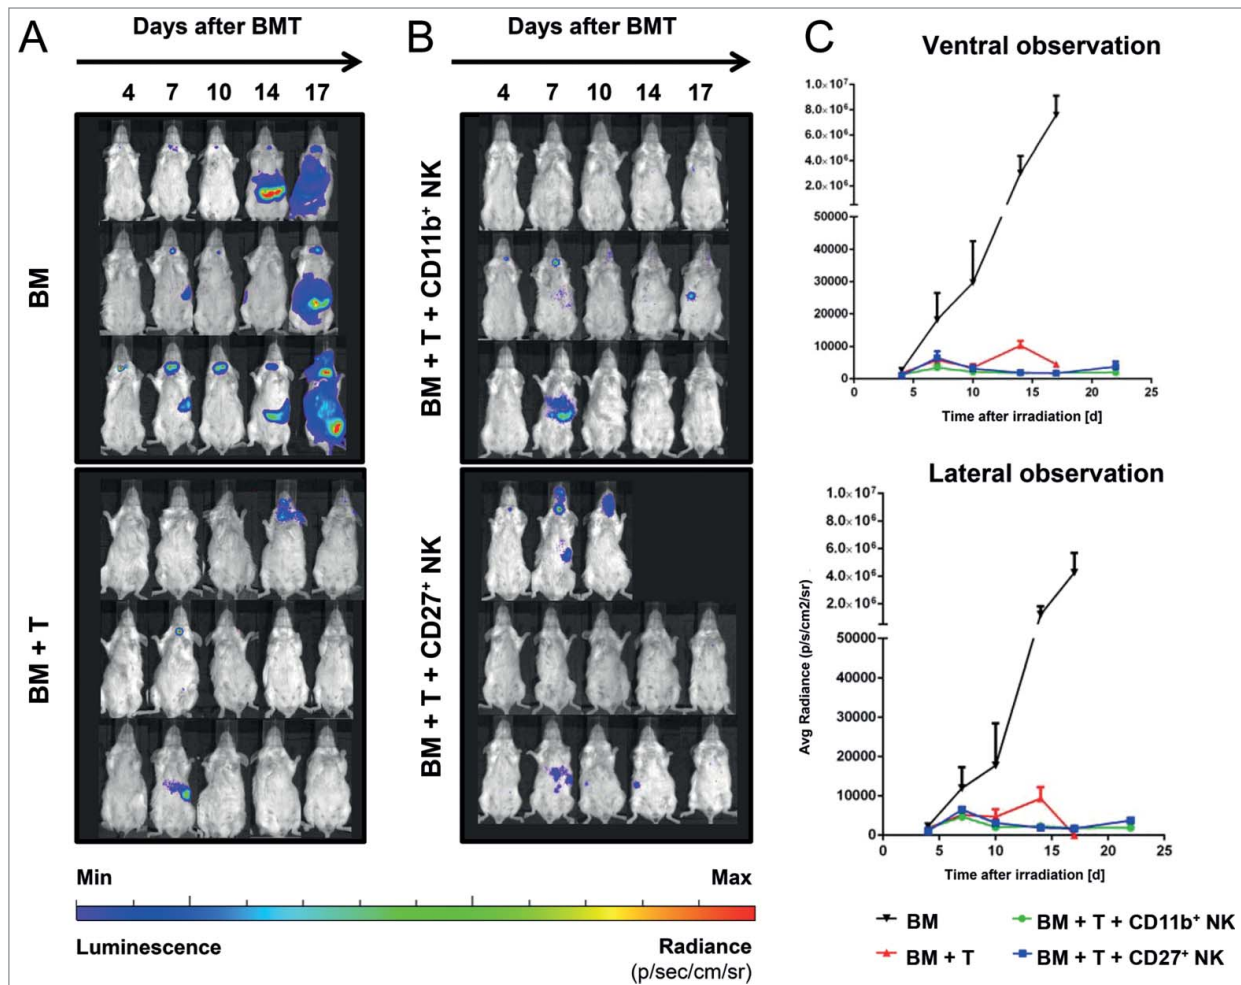 A
Days after BMT
4 7 10 14 17
BM
BM + T
B
Days after BMT
4 7 10 14 17
BM + T + CD11b⁺ NK
BM + T + CD27⁺ NK
Min
Max
Luminescence
Radiance
(p/sec/cm/sr)
C
Ventral observation
1.0×10⁷
8.0×10⁶
6.0×10⁶
4.0×10⁶
2.0×10⁶
50000
40000
30000
20000
10000
0
0 5 10 15 20 25
Time after irradiation [d]
Lateral observation
Avg Radiance (p/s/cm2/sr)
1.0×10⁷
8.0×10⁶
6.0×10⁶
4.0×10⁶
2.0×10⁶
50000
40000
30000
20000
10000
0
0 5 10 15 20 25
Time after irradiation [d]
BM
BM + T + CD11b⁺ NK
BM + T
BM + T + CD27⁺ NK